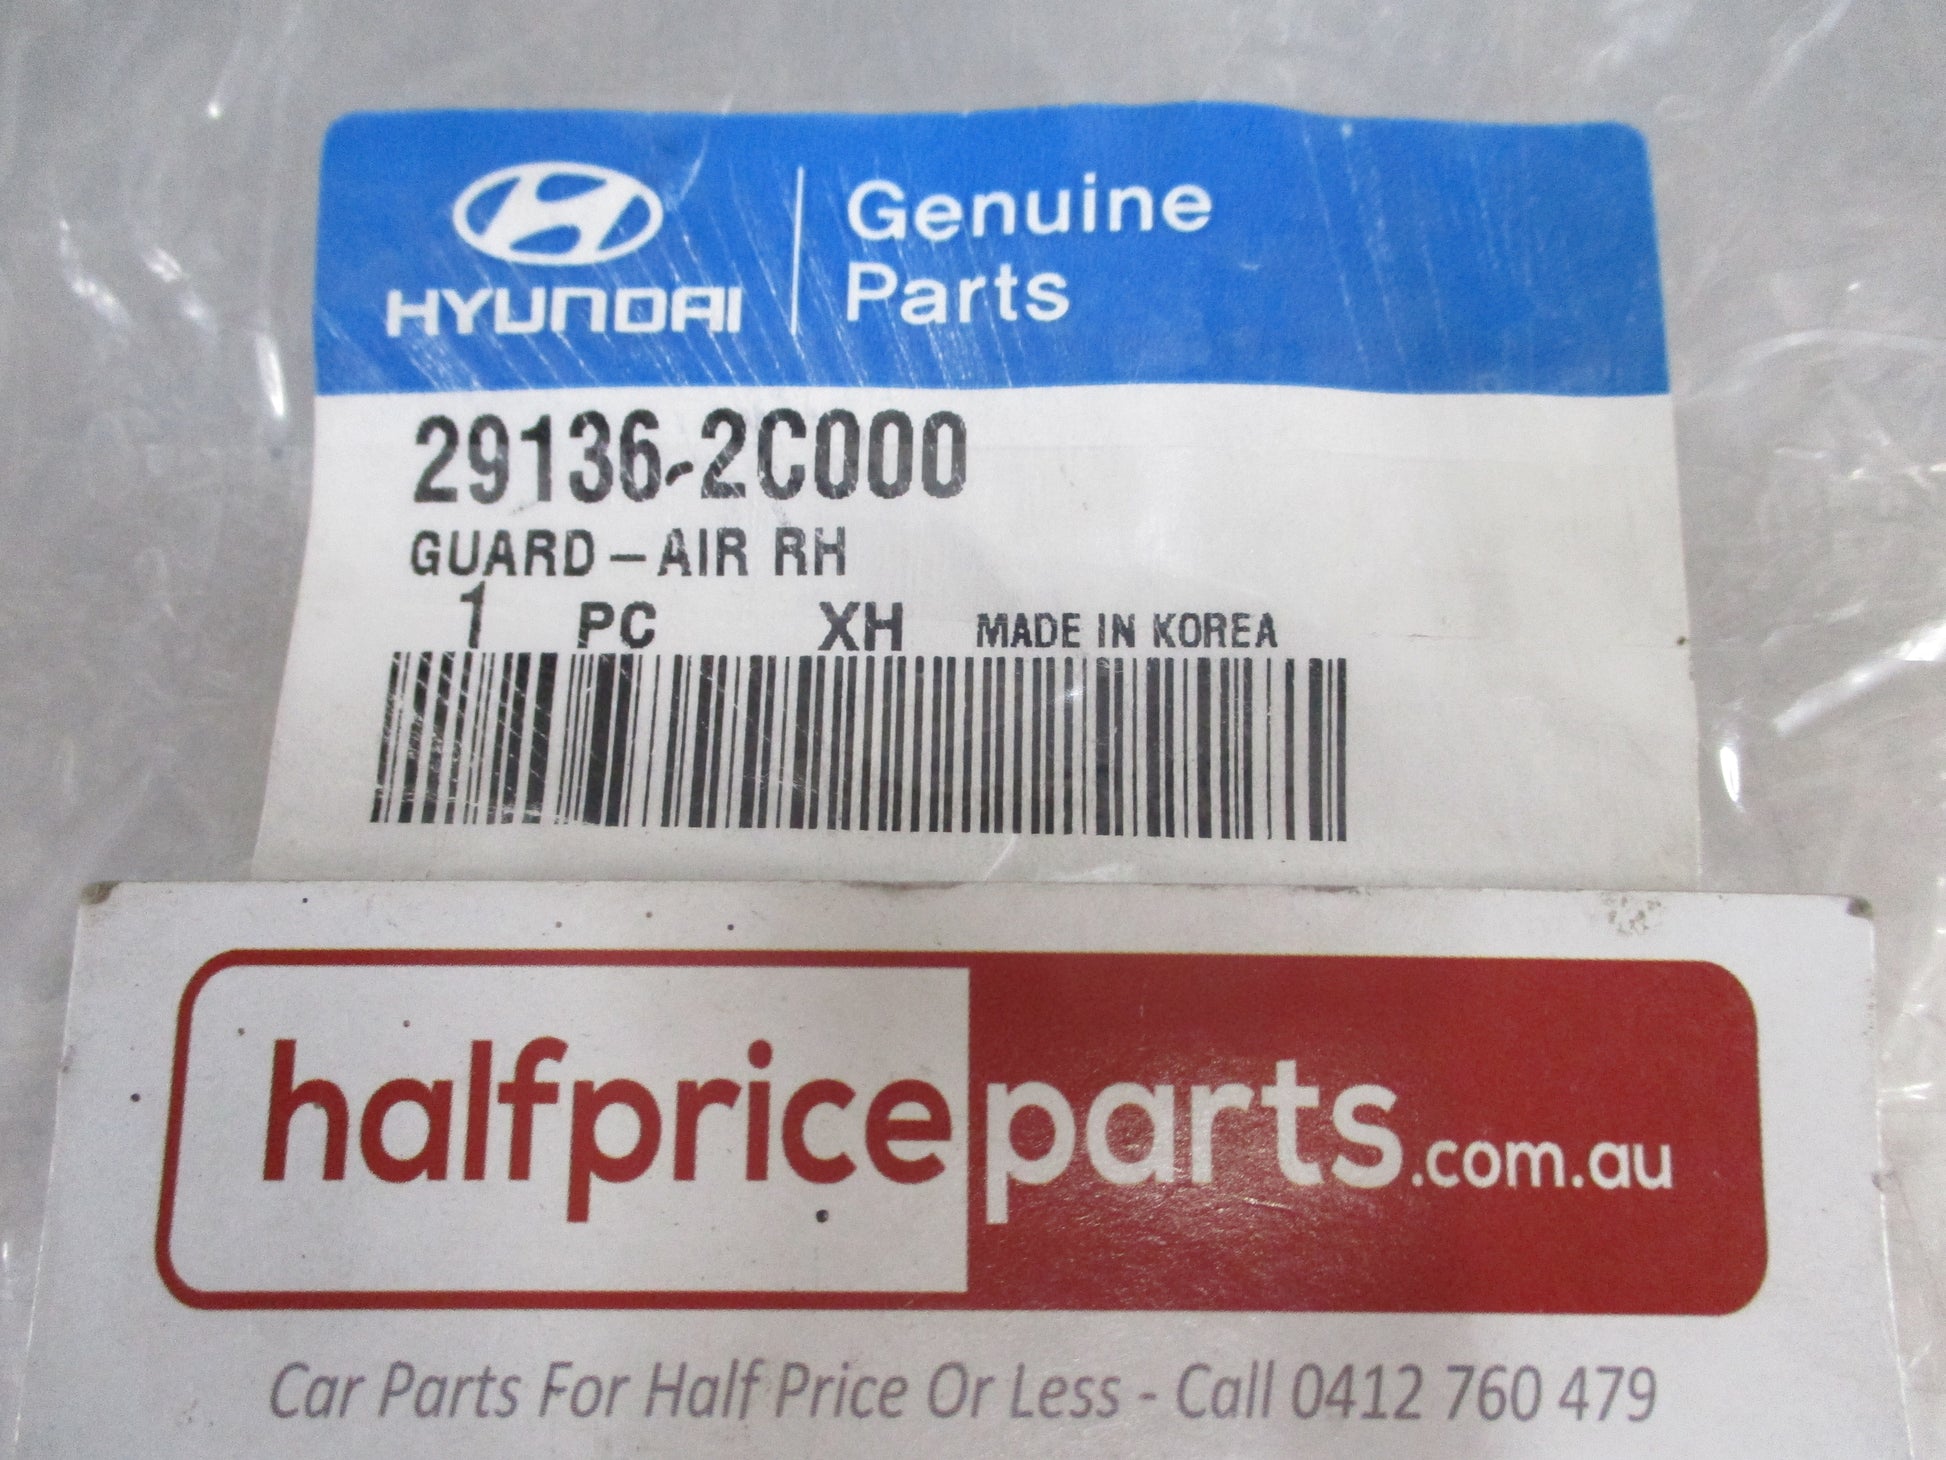 HYUNDAI
Genuine
Parts
29136-2C000
GUARD-AIR RH
1 PC XH MADE IN KOREA
halfpriceparts.com.au
Car Parts For Half Price Or Less - Call 0412 760 479